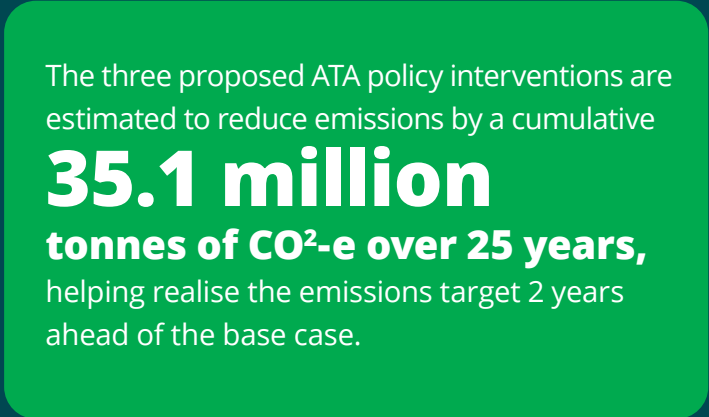 The three proposed ATA policy interventions are
estimated to reduce emissions by a cumulative
35.1 million
tonnes of CO²-e over 25 years,
helping realise the emissions target 2 years
ahead of the base case.